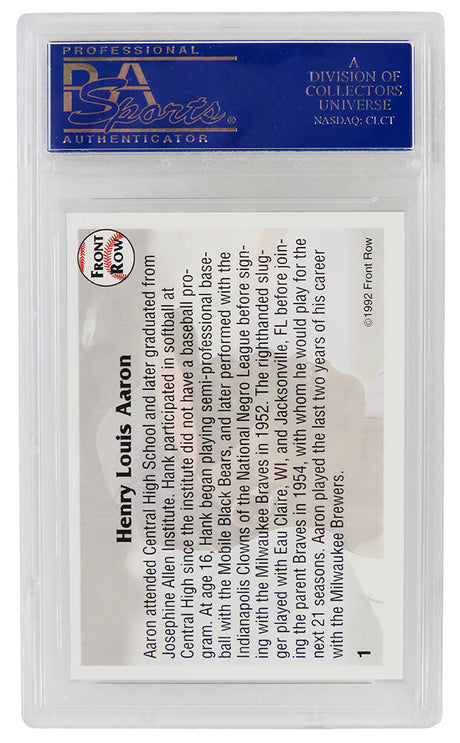 PROFESSIONAL
PSA
Sports®
AUTHENTICATOR
A
DIVISION OF
COLLECTORS
UNIVERSE
NASDAQ: CLCT
FRONT
ROW
Henry Louis Aaron
Aaron attended Central High School and later graduated from
Josephine Allen Institute. Hank participated in softball at
Central High since the institute did not have a baseball pro-
gram. At age 16, Hank began playing semi-professional base-
ball with the Mobile Black Bears, and later performed with the
Indianapolis Clowns of the National Negro League before sign-
ing with the Milwaukee Braves in 1952. The righthanded slug-
ger played with Eau Claire, WI, and Jacksonville, FL before join-
ing the parent Braves in 1954, with whom he would play for the
next 21 seasons. Aaron played the last two years of his career
with the Milwaukee Brewers.
1
©1992 Front Row